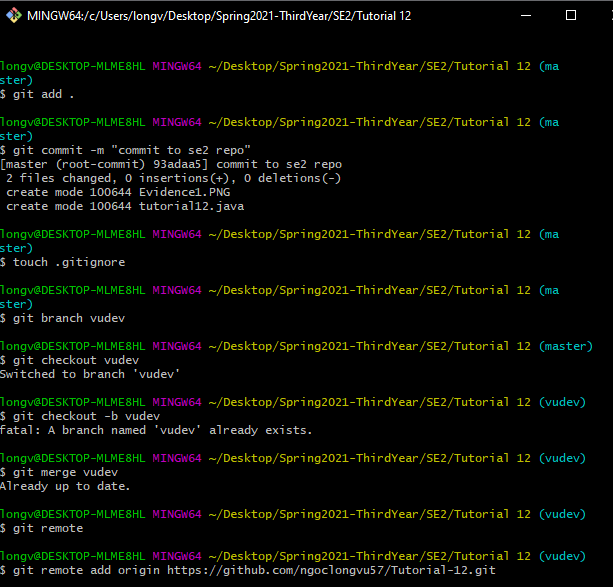 MINGW64:/c/Users/longv/Desktop/Spring2021-ThirdYear/SE2/Tutorial 12
longv@DESKTOP-MLME8HL MINGW64 ~/Desktop/Spring2021-ThirdYear/SE2/Tutorial 12 (ma
ster)
$ git add .
longv@DESKTOP-MLME8HL MINGW64 ~/Desktop/Spring2021-ThirdYear/SE2/Tutorial 12 (ma
ster)
$ git commit -m "commit to se2 repo"
[master (root-commit) 93adaa5] commit to se2 repo
 2 files changed, 0 insertions(+), 0 deletions(-)
 create mode 100644 Evidence1.PNG
 create mode 100644 tutorial12.java
longv@DESKTOP-MLME8HL MINGW64 ~/Desktop/Spring2021-ThirdYear/SE2/Tutorial 12 (ma
ster)
$ touch .gitignore
longv@DESKTOP-MLME8HL MINGW64 ~/Desktop/Spring2021-ThirdYear/SE2/Tutorial 12 (ma
ster)
$ git branch vudev
longv@DESKTOP-MLME8HL MINGW64 ~/Desktop/Spring2021-ThirdYear/SE2/Tutorial 12 (master)
$ git checkout vudev
Switched to branch 'vudev'
longv@DESKTOP-MLME8HL MINGW64 ~/Desktop/Spring2021-ThirdYear/SE2/Tutorial 12 (vudev)
$ git checkout -b vudev
fatal: A branch named 'vudev' already exists.
longv@DESKTOP-MLME8HL MINGW64 ~/Desktop/Spring2021-ThirdYear/SE2/Tutorial 12 (vudev)
$ git merge vudev
Already up to date.
longv@DESKTOP-MLME8HL MINGW64 ~/Desktop/Spring2021-ThirdYear/SE2/Tutorial 12 (vudev)
$ git remote
longv@DESKTOP-MLME8HL MINGW64 ~/Desktop/Spring2021-ThirdYear/SE2/Tutorial 12 (vudev)
$ git remote add origin https://github.com/ngoclongvu57/Tutorial-12.git